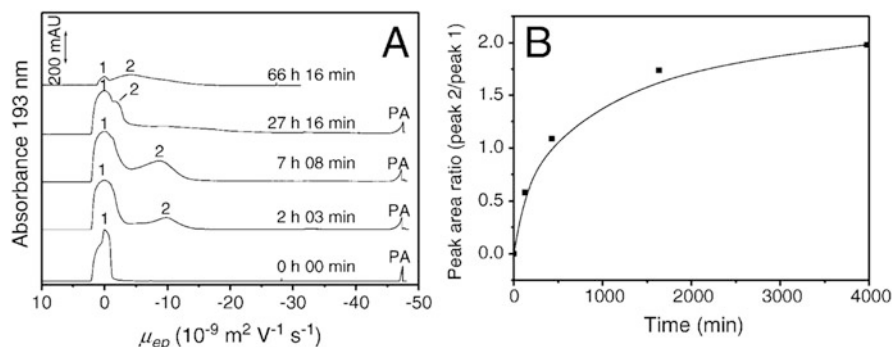 A
200 mAU
Absorbance 193 nm
1
2
66 h 16 min
1
2
27 h 16 min
PA
1
2
7 h 08 min
PA
1
2
2 h 03 min
PA
1
0 h 00 min
PA
10 0 -10 -20 -30 -40 -50
μep (10-9 m2 V-1 s-1)
B
Peak area ratio (peak 2/peak 1)
2.0
1.5
1.0
0.5
0.0
0 1000 2000 3000 4000
Time (min)